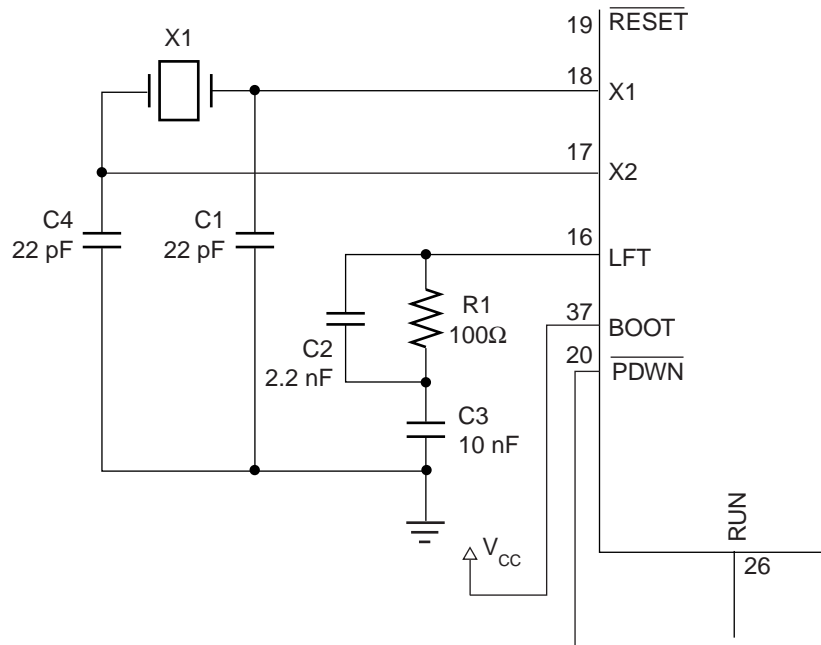 19
RESET
X1
18
X1
17
X2
C4
22 pF
C1
22 pF
16
LFT
R1
100Ω
37
BOOT
C2
2.2 nF
20
PDWN
C3
10 nF
VCC
RUN
26